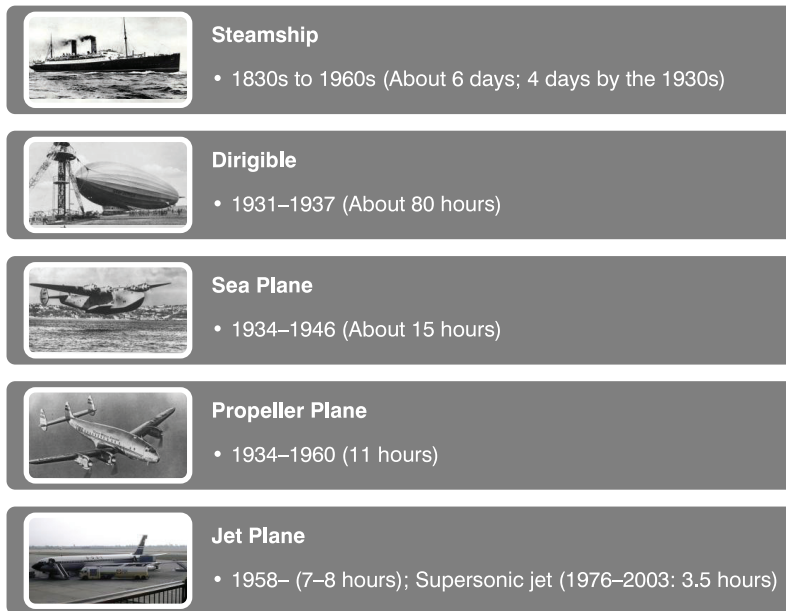 Steamship
• 1830s to 1960s (About 6 days; 4 days by the 1930s)
Dirigible
• 1931–1937 (About 80 hours)
Sea Plane
• 1934–1946 (About 15 hours)
Propeller Plane
• 1934–1960 (11 hours)
Jet Plane
• 1958– (7–8 hours); Supersonic jet (1976–2003: 3.5 hours)